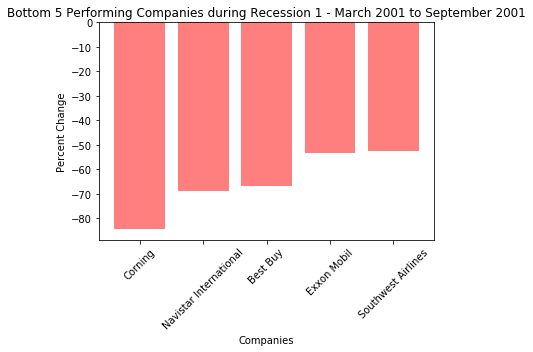 Bottom 5 Performing Companies during Recession 1 - March 2001 to September 2001
0
−10
−20
−30
−40
−50
−60
−70
−80
Percent Change
Corning
Navistar International
Best Buy
Exxon Mobil
Southwest Airlines
Companies